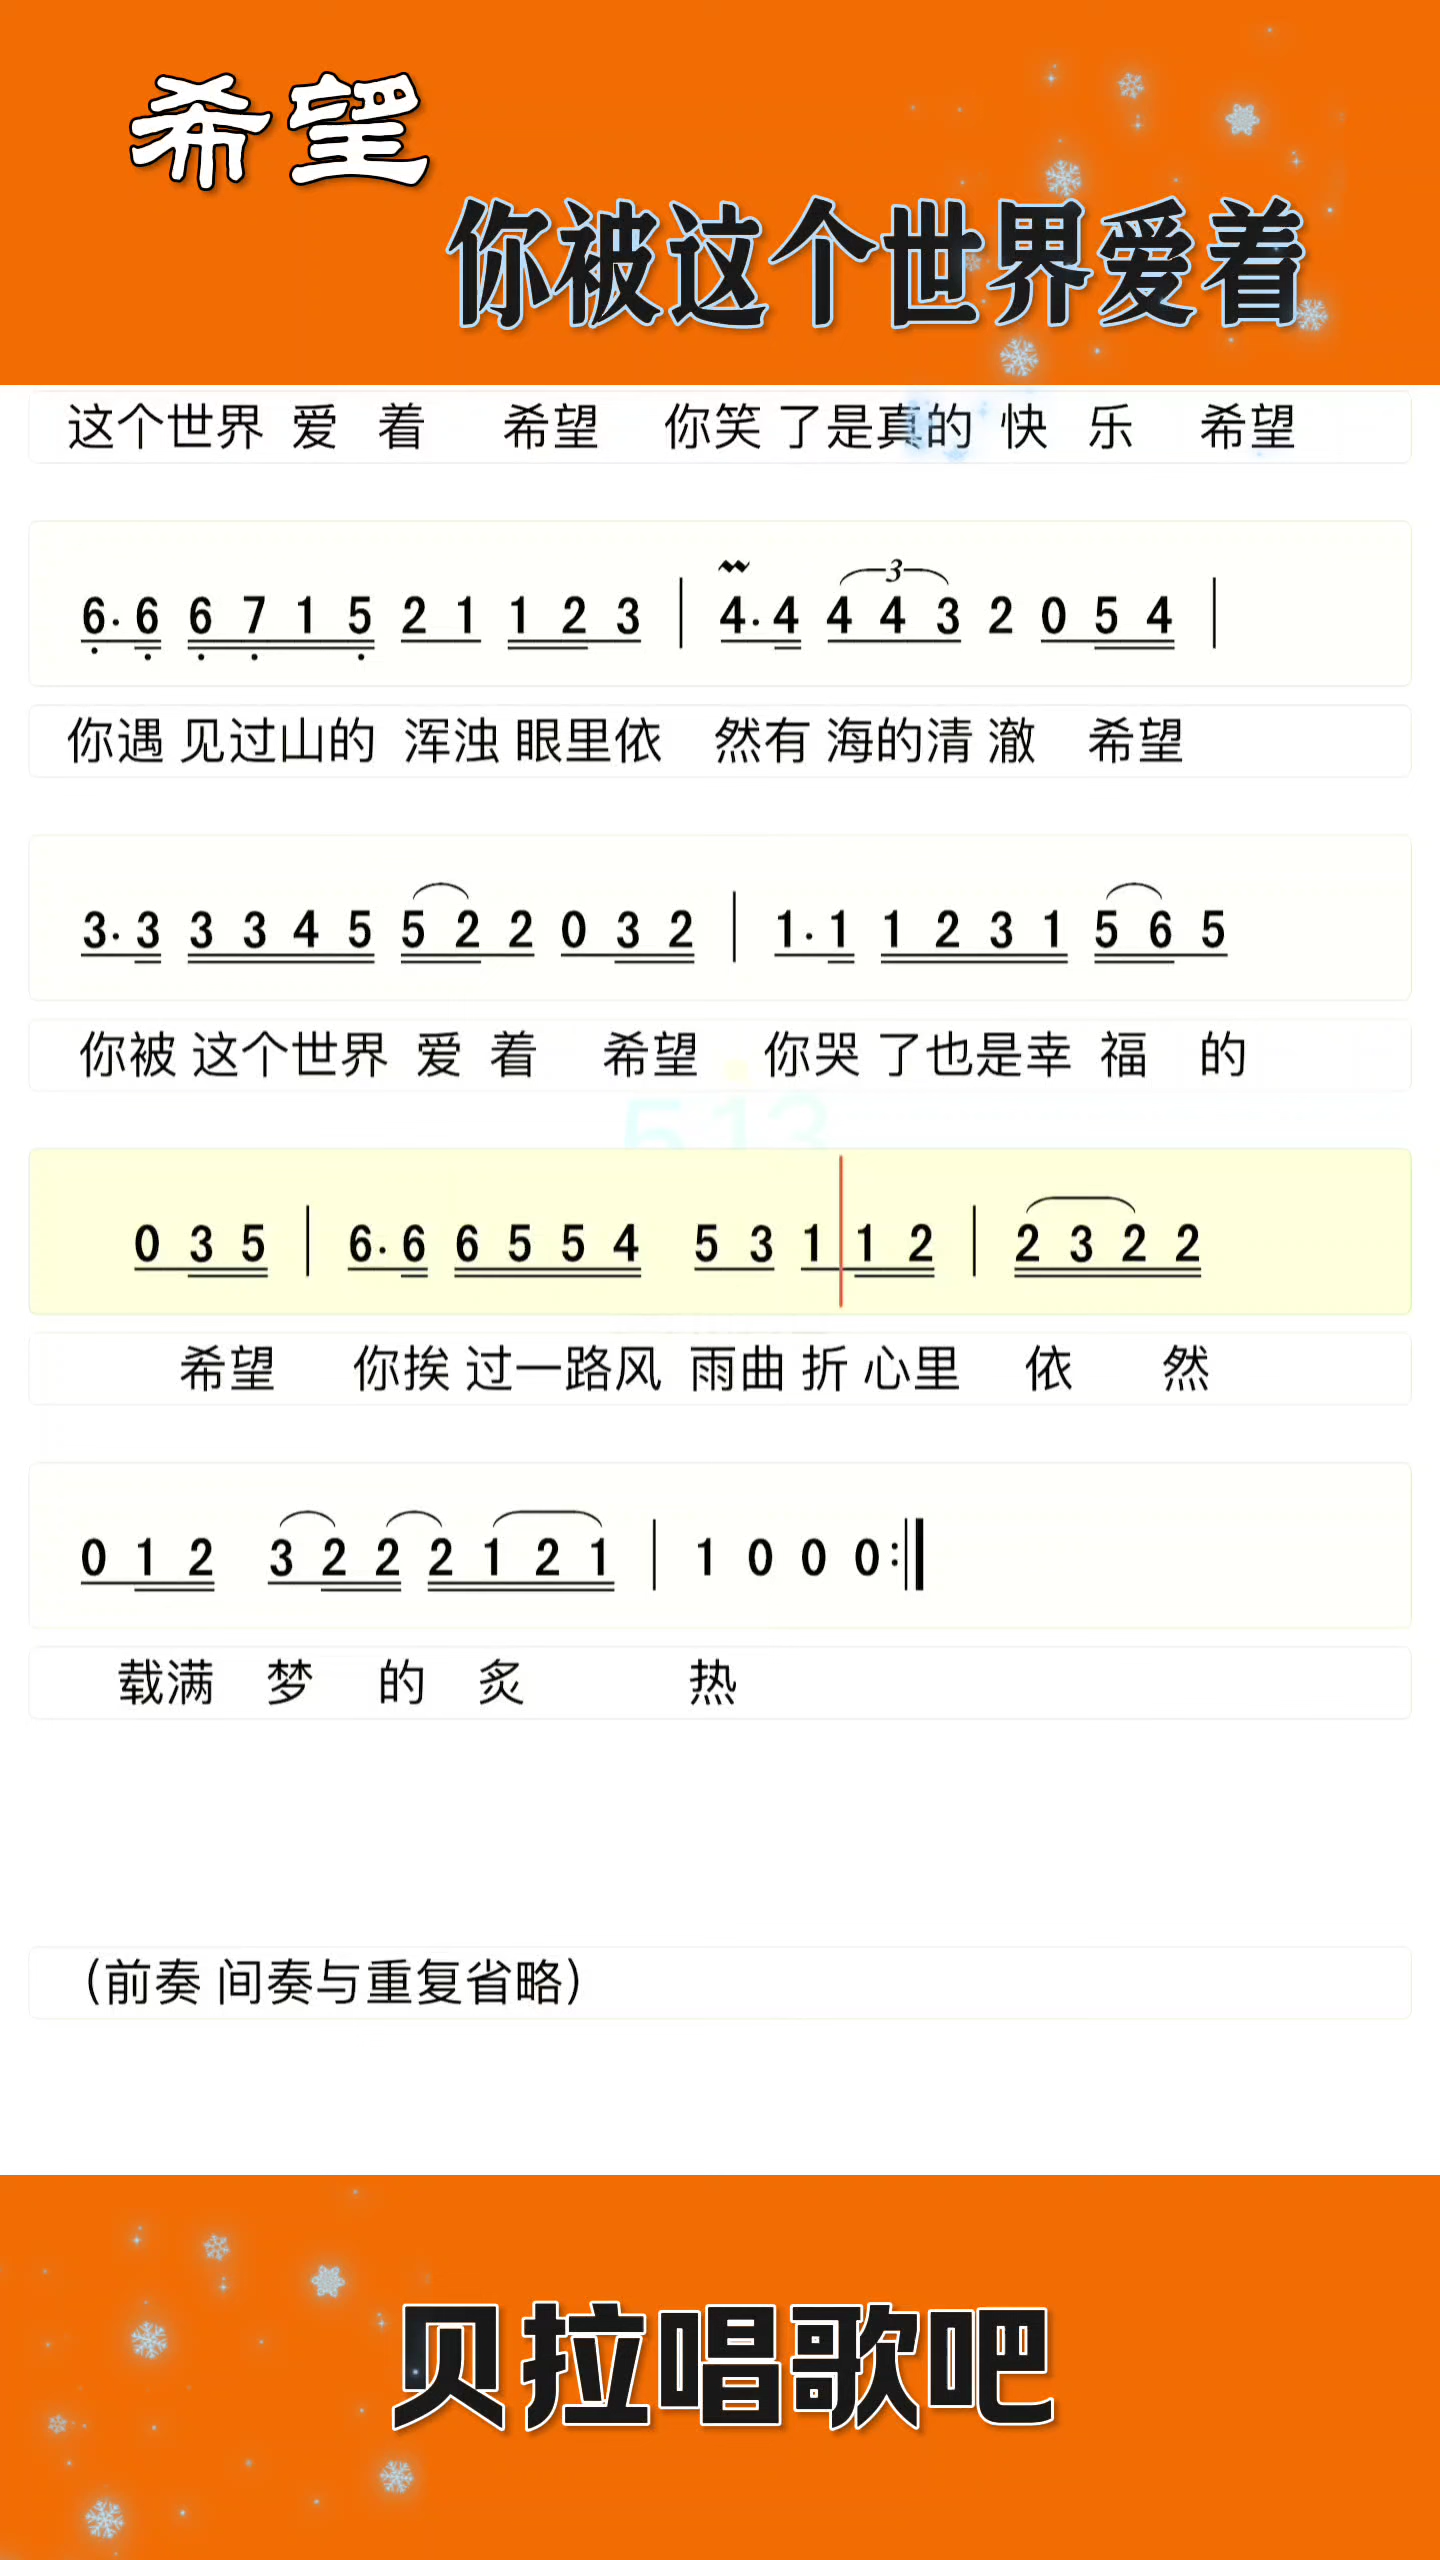 希望
你被这个世界爱着
这个世界 爱 着 希望 你笑 了是真的 快 乐 希望
6· 6 6 7 1 5 2 1 1 2 3 | 4· 4 4 4 3 2 0 5 4 |
3
你遇 见过山的 浑浊 眼里依 然有 海的清 澈 希望
3· 3 3 3 4 5 5 2 2 0 3 2 | 1· 1 1 2 3 1 5 6 5
你被 这个世界 爱 着 希望 你哭 了也是幸 福 的
513
0 3 5 | 6· 6 6 5 5 4 5 3 1 1 2 | 2 3 2 2
希望 你挨 过一路风 雨曲 折 心里 依 然
0 1 2 3 2 2 2 1 2 1 | 1 0 0 0 :‖
载满 梦 的 炙 热
（前奏 间奏与重复省略）
贝拉唱歌吧